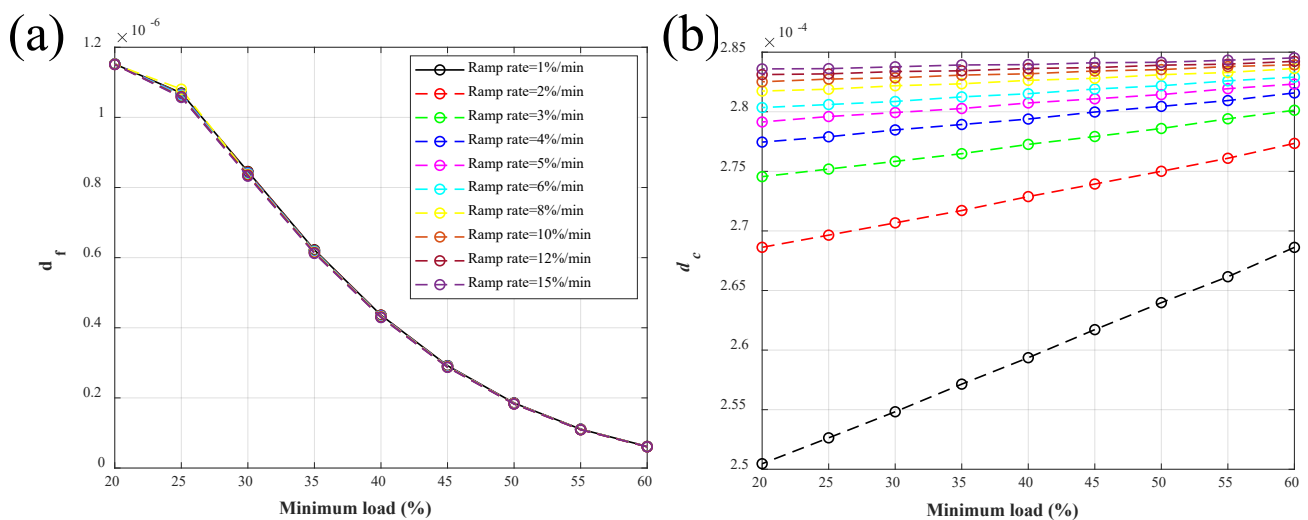 (a)
× 10 -6
1.2
1
0.8
0.6
0.4
0.2
0
d f
20 25 30 35 40 45 50 55 60
Minimum load (%)
Ramp rate=1%/min
Ramp rate=2%/min
Ramp rate=3%/min
Ramp rate=4%/min
Ramp rate=5%/min
Ramp rate=6%/min
Ramp rate=8%/min
Ramp rate=10%/min
Ramp rate=12%/min
Ramp rate=15%/min
(b)
× 10 -4
2.85
2.8
2.75
2.7
2.65
2.6
2.55
2.5
d c
20 25 30 35 40 45 50 55 60
Minimum load (%)